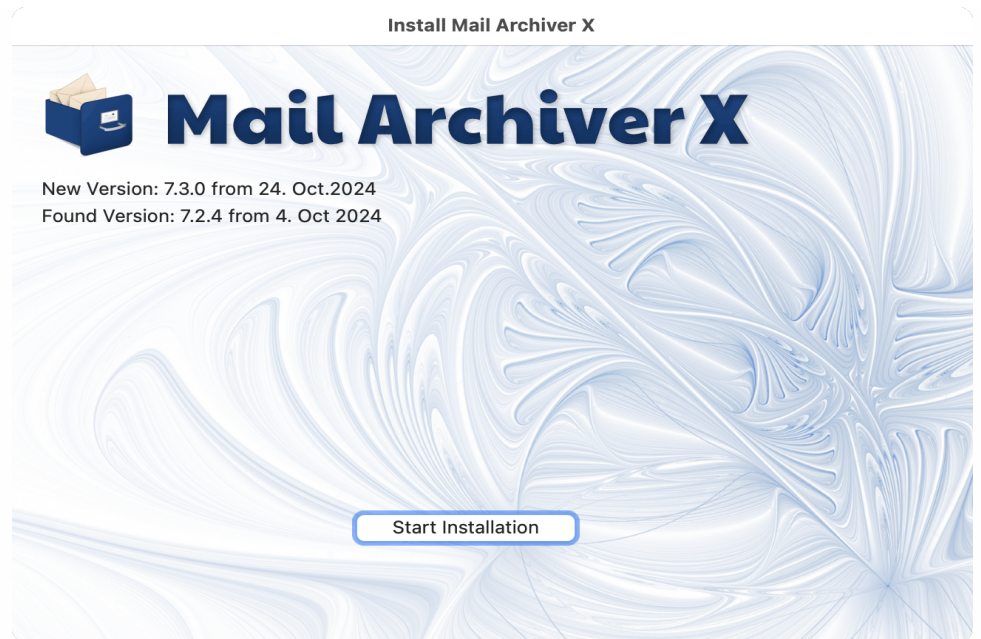 Install Mail Archiver X
Mail Archiver X
New Version: 7.3.0 from 24. Oct.2024
Found Version: 7.2.4 from 4. Oct 2024
Start Installation